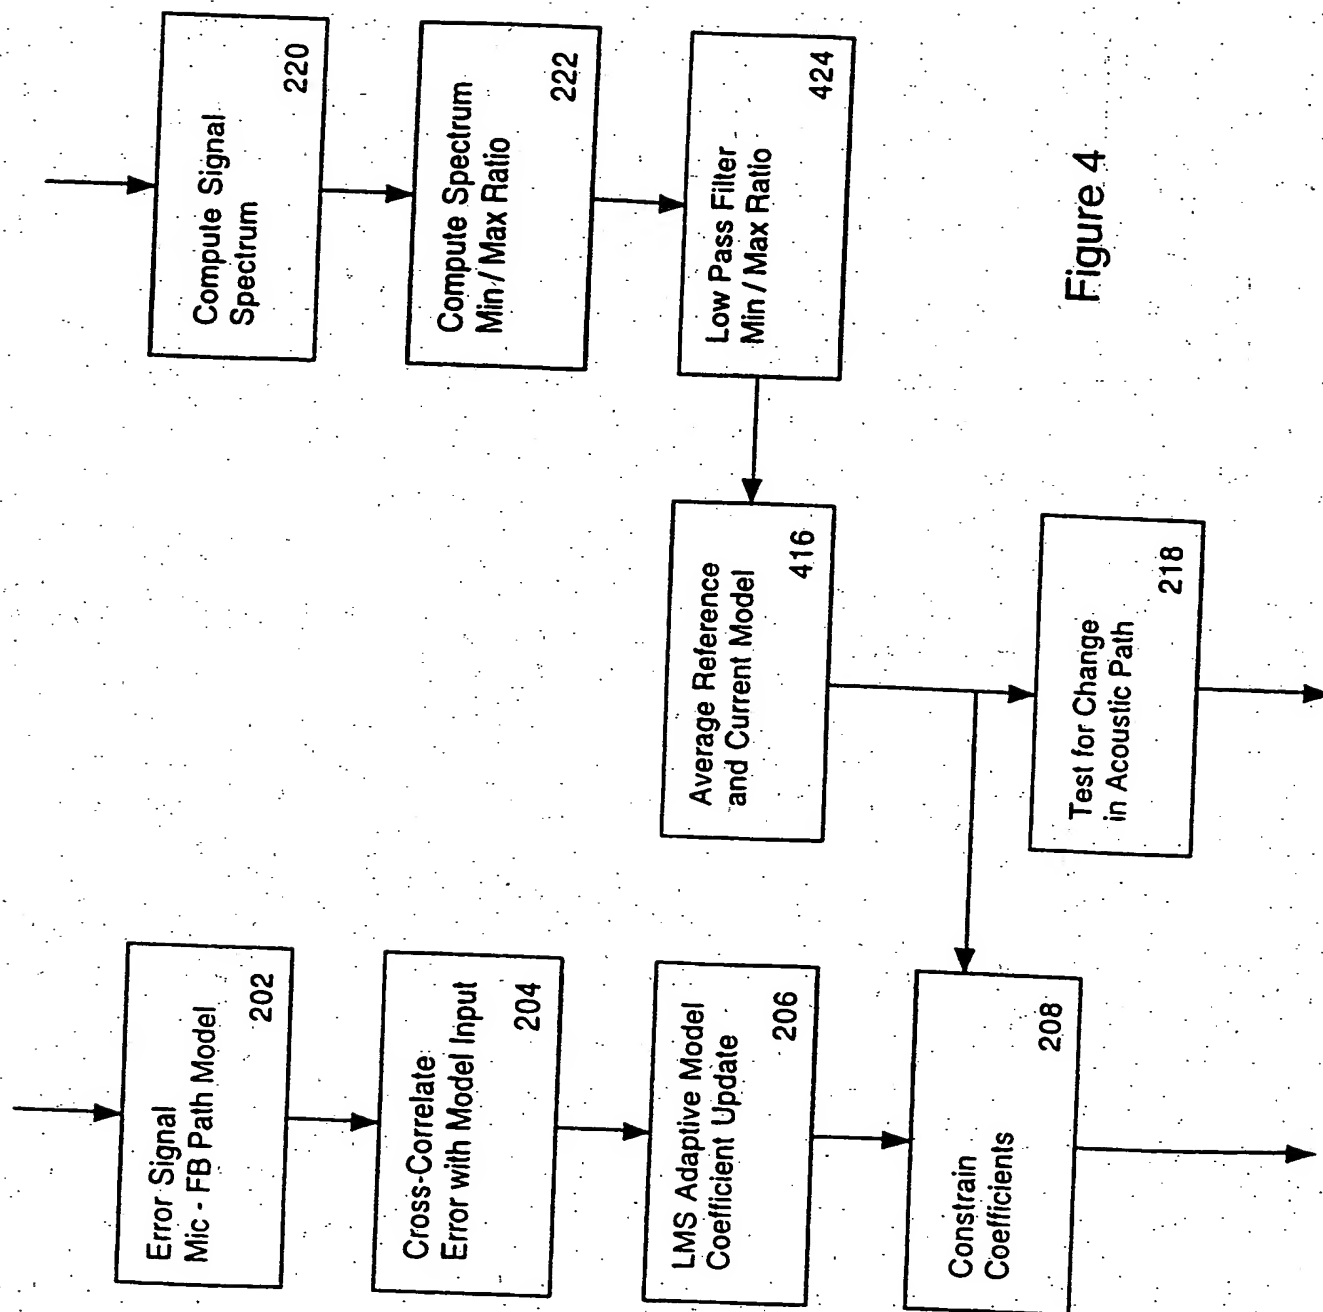 Error Signal
Mic - FB Path Model
202
Cross-Correlate
Error with Model Input
204
LMS Adaptive Model
Coefficient Update
206
Constrain
Coefficients
208
Compute Signal
Spectrum
220
Compute Spectrum
Min / Max Ratio
222
Low Pass Filter
Min / Max Ratio
424
Average Reference
and Current Model
416
Test for Change
in Acoustic Path
218
Figure 4